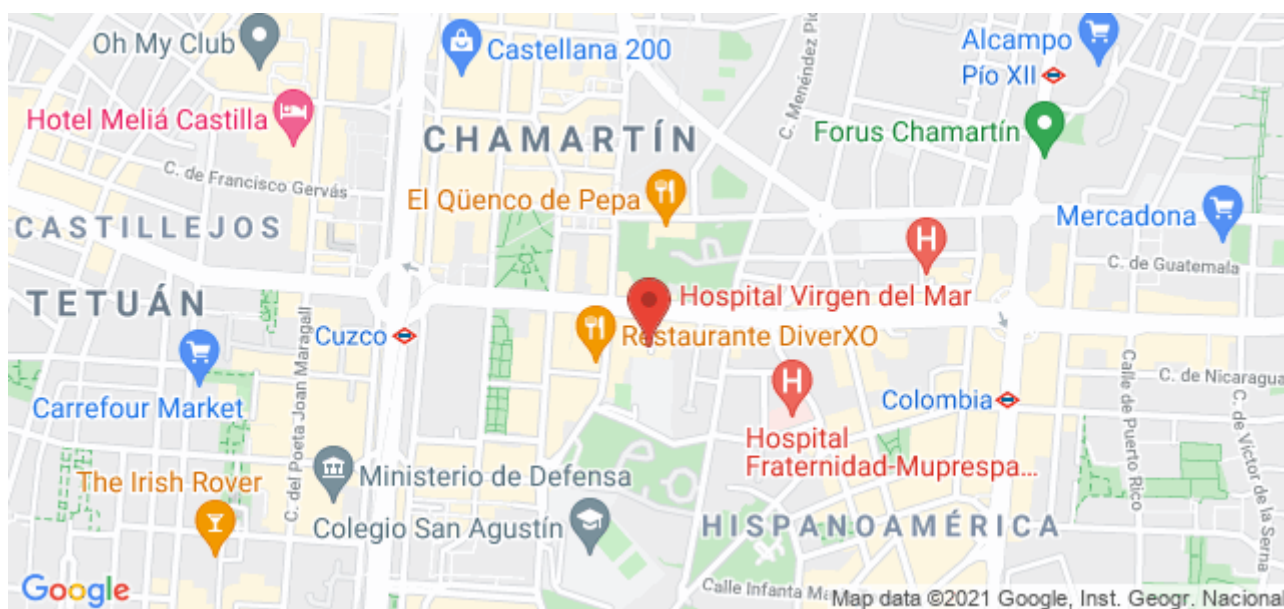 Oh My Club
Castellana 200
Alcampo
Pío XII
C. Menéndez Pi
Hotel Meliá Castilla
CHAMARTÍN
Forus Chamartín
C. de Francisco Gervás
El Qüenco de Pepa
Mercadona
CASTILLEJOS
C. de Guatemala
TETUÁN
Hospital Virgen del Mar
Cuzco
Restaurante DiverXO
C. del Poeta Joan Maragall
Carrefour Market
Colombia
C. de Nicaragua
Calle de Puerto Rico
C. de Víctor de la Serna
Hospital
Fraternidad-Muprespa...
The Irish Rover
Ministerio de Defensa
Colegio San Agustín
HISPANOAMÉRICA
Calle Infanta M
Google
Map data ©2021 Google, Inst. Geogr. Naciona